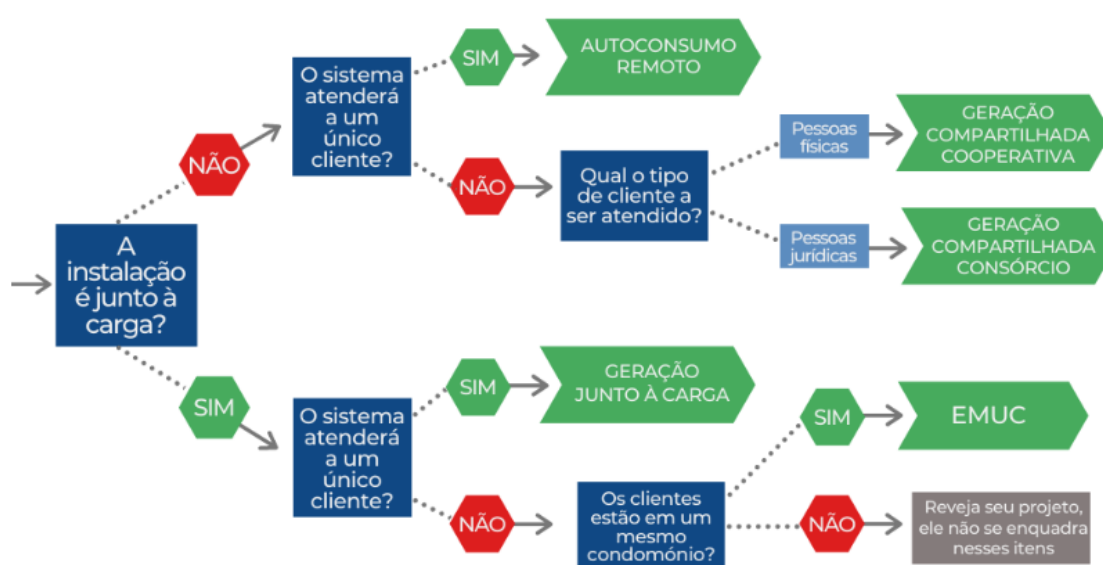 A
instalação
é junto à
carga?
NÃO
O sistema
atenderá
a um
único
cliente?
SIM
AUTOCONSUMO
REMOTO
NÃO
Qual o tipo
de cliente a
ser atendido?
Pessoas
físicas
GERAÇÃO
COMPARTILHADA
COOPERATIVA
Pessoas
jurídicas
GERAÇÃO
COMPARTILHADA
CONSÓRCIO
SIM
O sistema
atenderá
a um
único
cliente?
SIM
GERAÇÃO
JUNTO À CARGA
NÃO
Os clientes
estão em um
mesmo
condomónio?
SIM
EMUC
NÃO
Reveja seu projeto,
ele não se enquadra
nesses itens